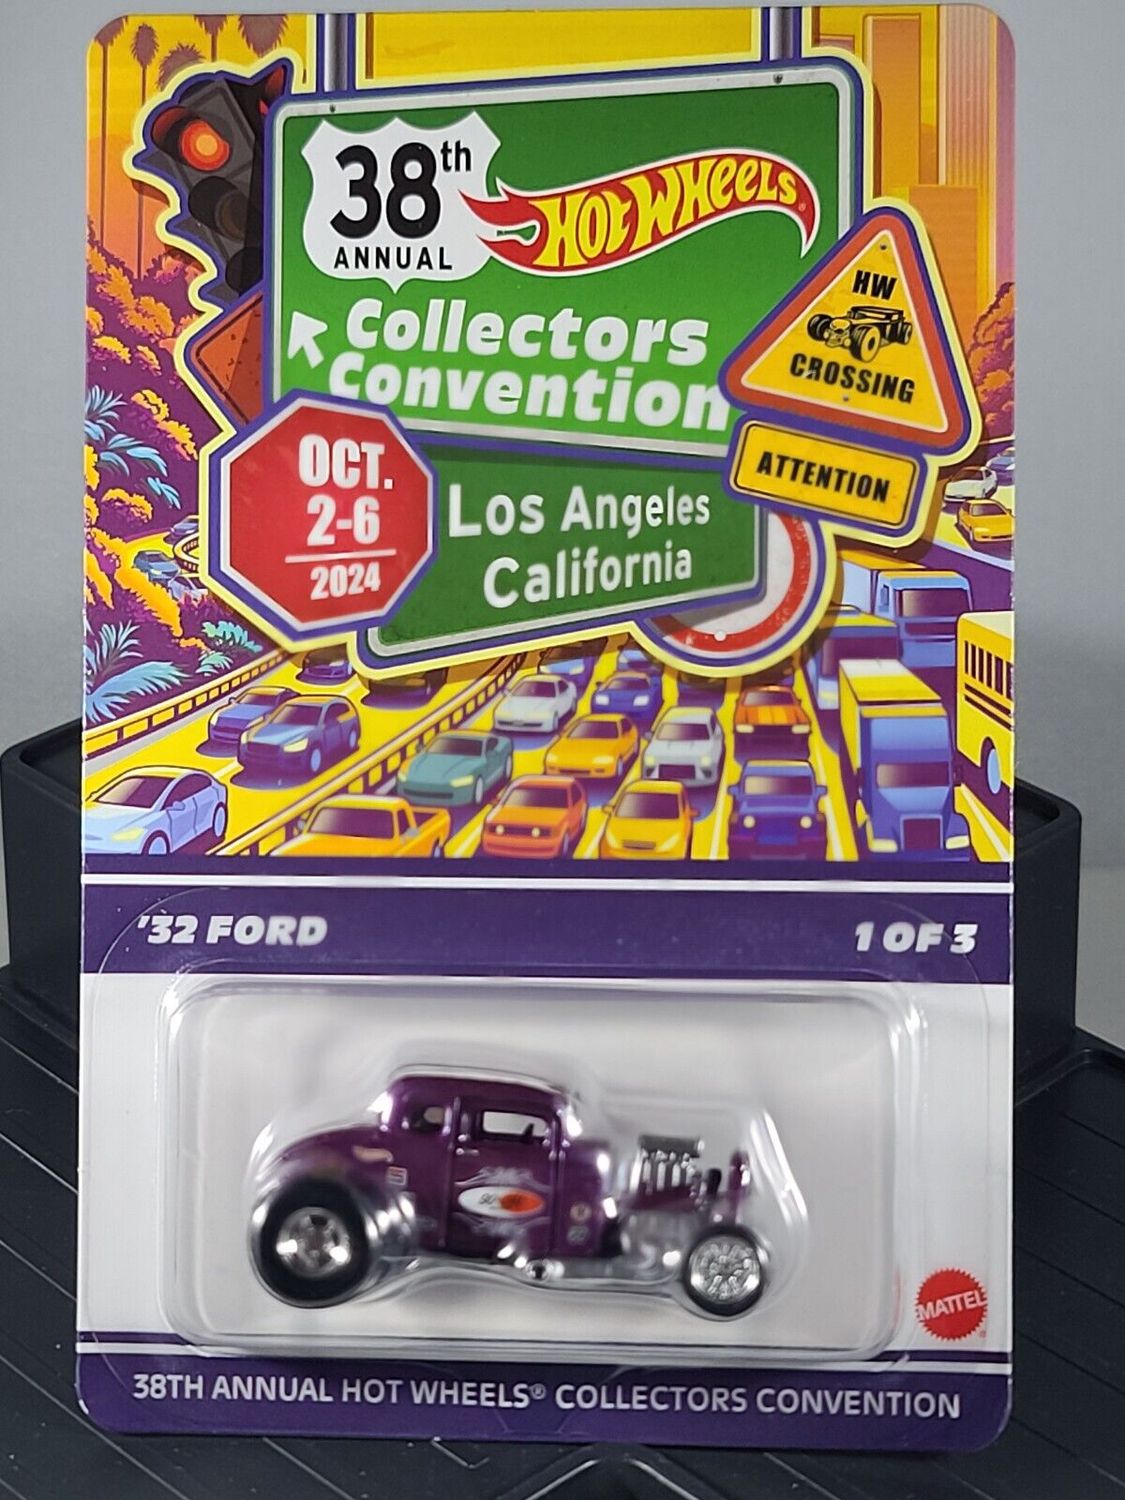 38th
ANNUAL
HOT WHEELS
Collectors
Convention
HW
CROSSING
ATTENTION
OCT.
2-6
2024
Los Angeles
California
'32 FORD
1 OF 3
MATTEL
38TH ANNUAL HOT WHEELS® COLLECTORS CONVENTION